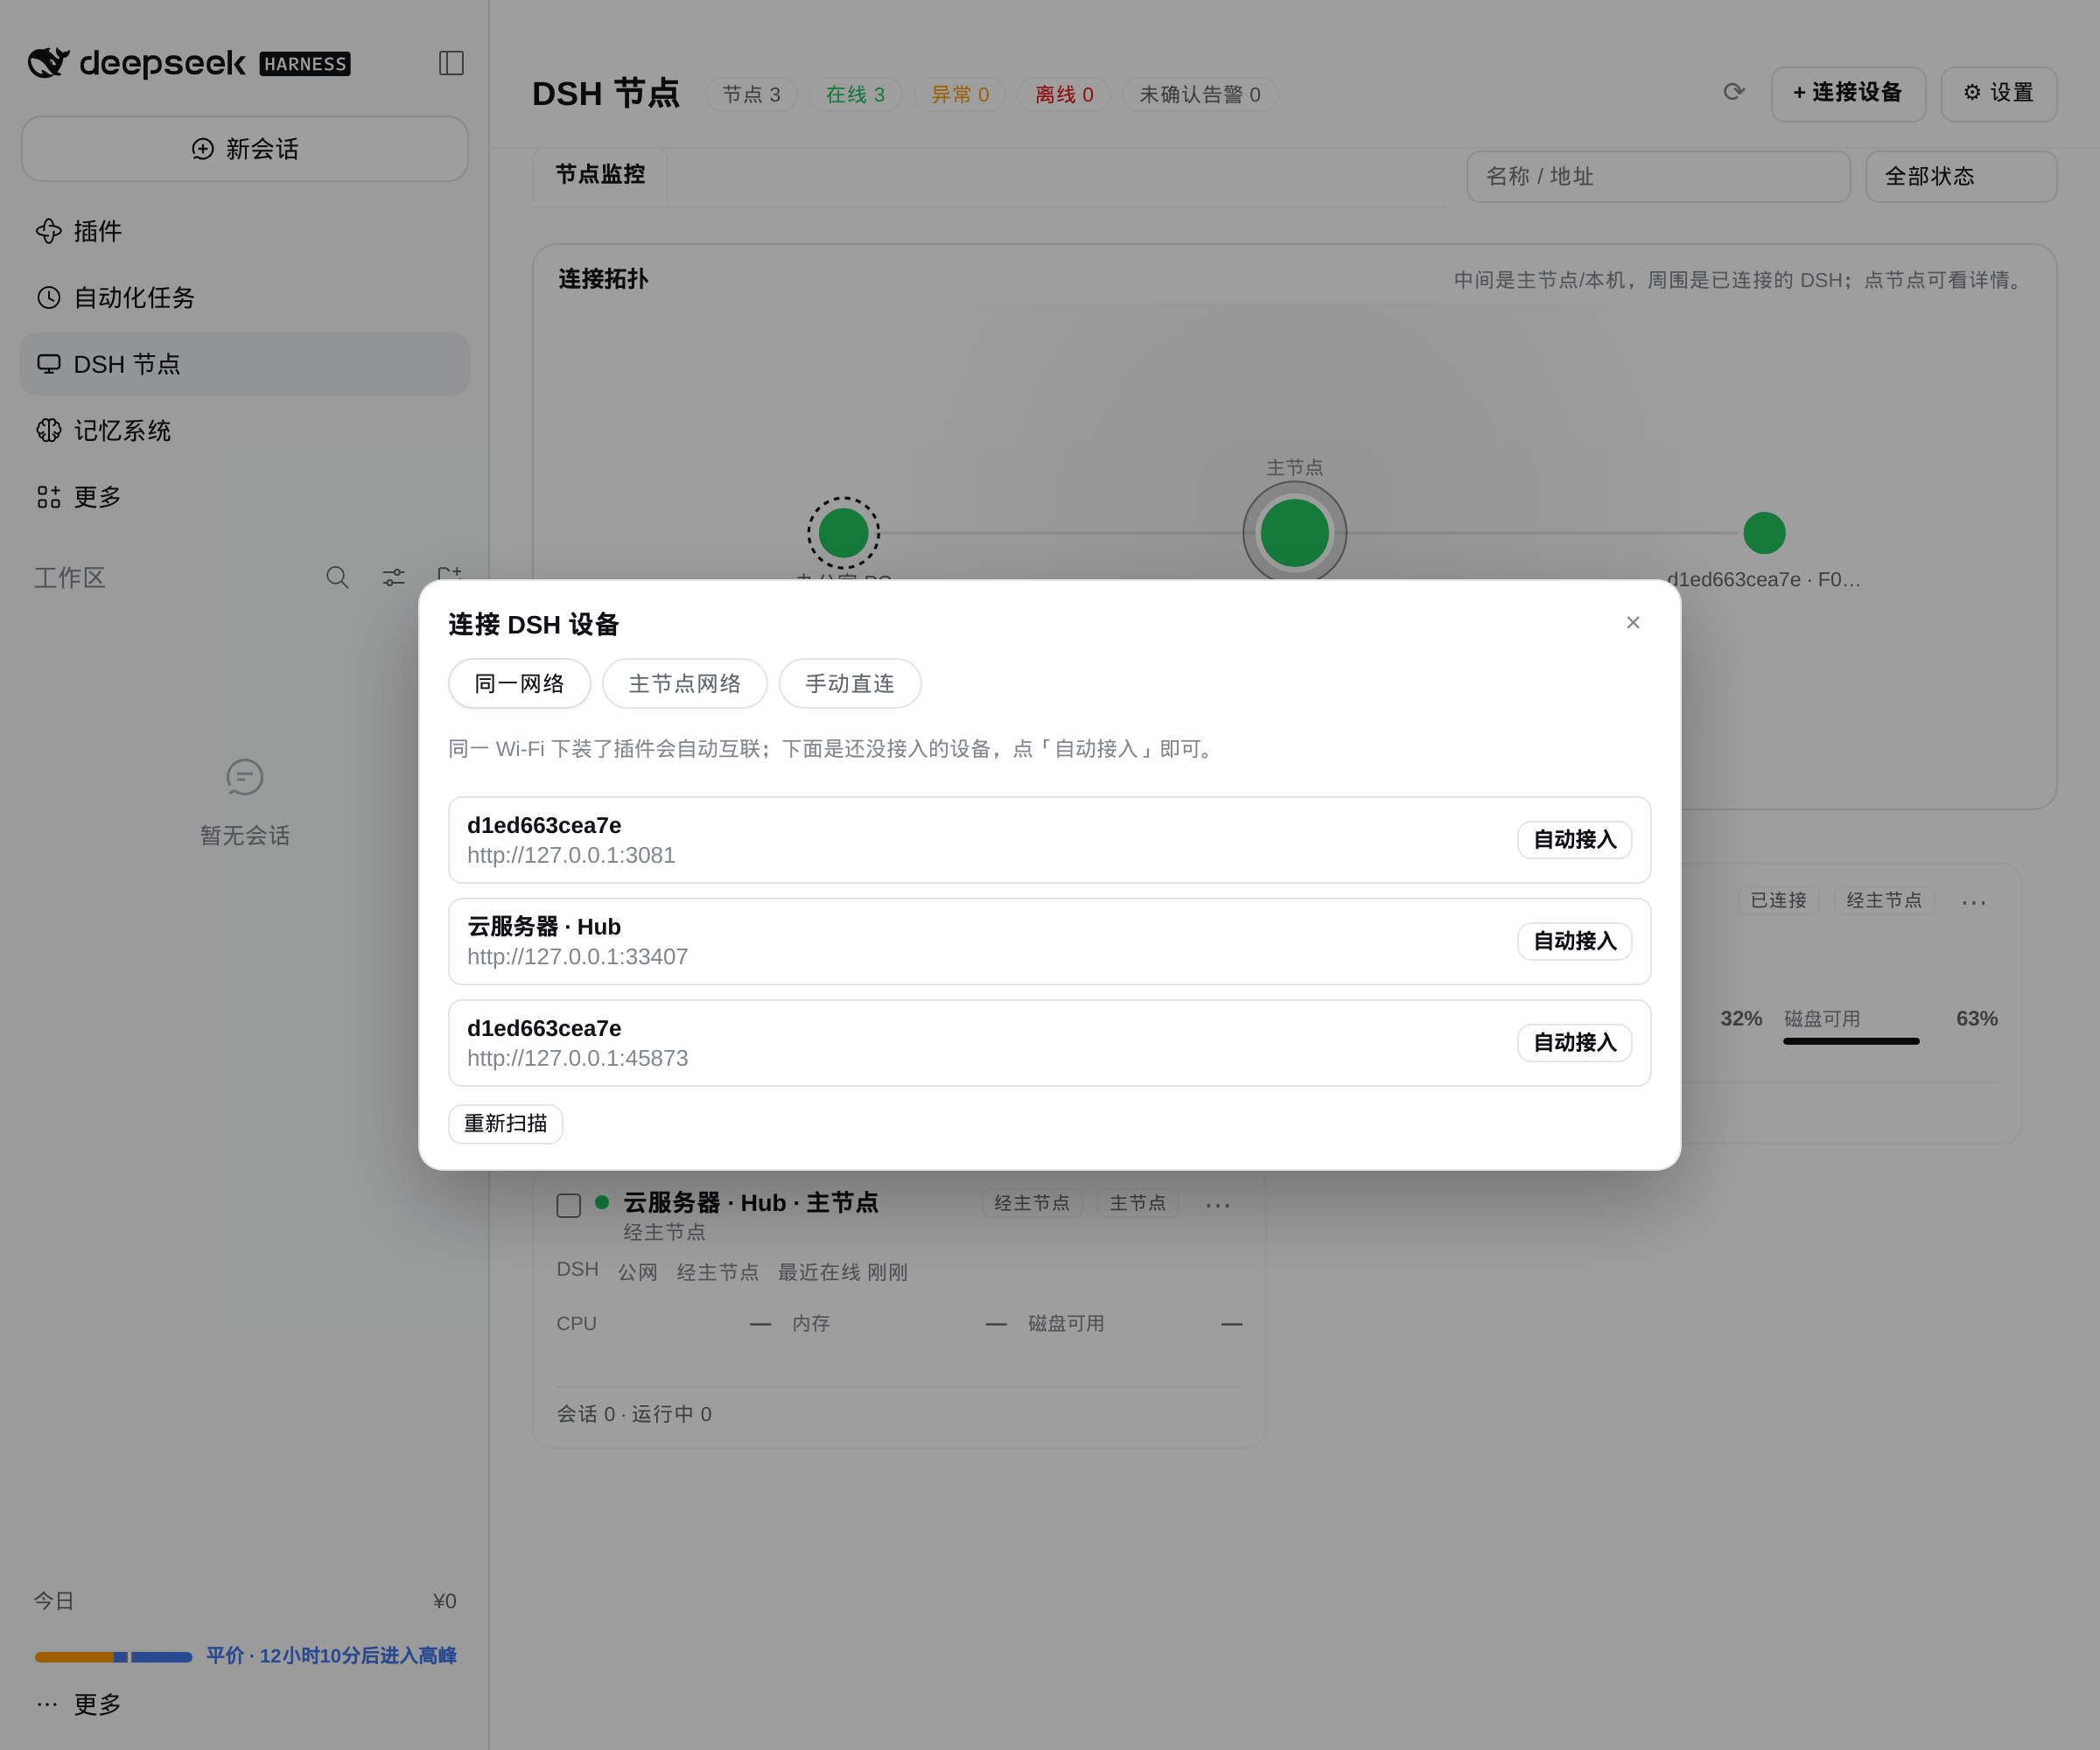 deepseek HARNESS
新会话
插件
自动化任务
DSH 节点
记忆系统
更多
工作区
暂无会话
今日 ¥0
平价 · 12小时10分后进入高峰
更多
DSH 节点 节点 3 在线 3 异常 0 离线 0 未确认告警 0
+ 连接设备 设置
节点监控 名称 / 地址 全部状态
连接拓扑 中间是主节点/本机，周围是已连接的 DSH；点节点可看详情。
主节点
d1ed663cea7e · F0…
连接 DSH 设备 ×
同一网络 主节点网络 手动直连
同一 Wi-Fi 下装了插件会自动互联；下面是还没接入的设备，点「自动接入」即可。
d1ed663cea7e
http://127.0.0.1:3081
自动接入
云服务器 · Hub
http://127.0.0.1:33407
自动接入
d1ed663cea7e
http://127.0.0.1:45873
自动接入
重新扫描
已连接 经主节点 …
32% 磁盘可用 63%
云服务器 · Hub · 主节点 经主节点 主节点 …
经主节点
DSH 公网 经主节点 最近在线 刚刚
CPU — 内存 — 磁盘可用 —
会话 0 · 运行中 0